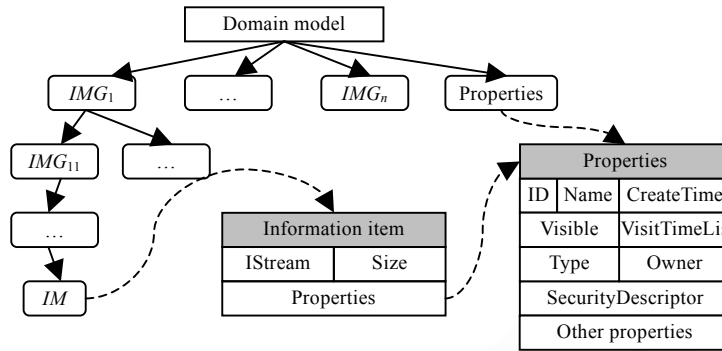 Domain model
IMG₁
…
IMGₙ
Properties
IMG₁₁
…
Properties
ID Name CreateTime
…
Information item
Visible VisitTimeLis
IStream Size
Type Owner
IM
Properties
SecurityDescriptor
Other properties